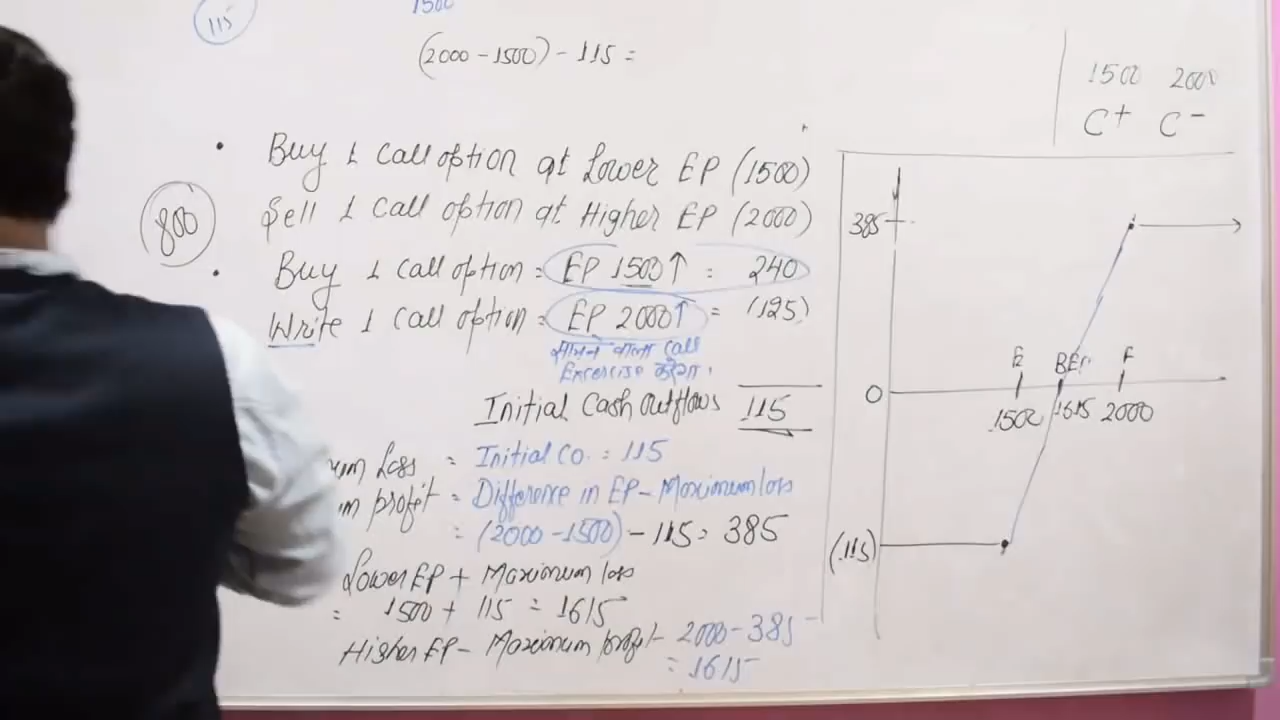 115
1500
(2000 - 1500) - 115 =
1500 2000
C+ C-
Buy 1 Call option at Lower EP (1500)
Sell 1 Call option at Higher EP (2000)
800
Buy 1 Call option = EP 1500↑ = 240
Write 1 Call option = EP 2000↑ = (125)
सामने वाला Call
Excercise करेगा
Initial Cash Outflows 115
um Loss = Initial Co. = 115
m profit = Difference in EP - Maximum loss
= (2000 - 1500) - 115 = 385
Lower EP + Maximum loss
= 1500 + 115 = 1615
Higher EP - Maximum profit - 2000 - 385
= 1615
385
BEP
0
1500 1615 2000
(115)